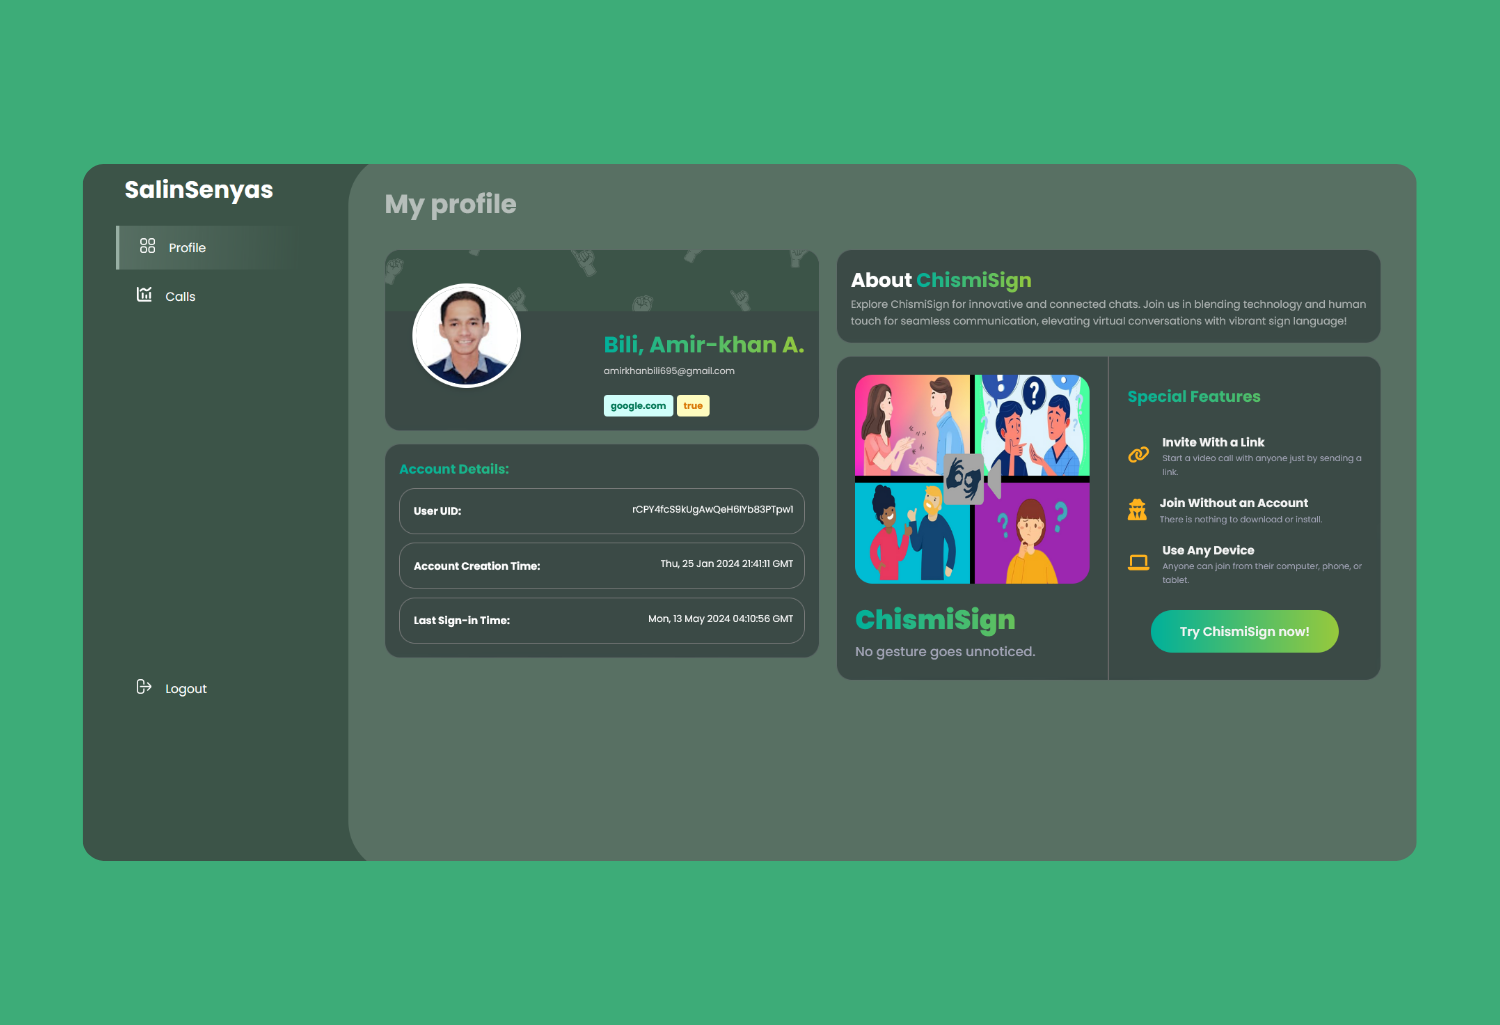 SalinSenyas
Profile
Calls
Logout
My profile
Bili, Amir-khan A.
amirkhanbili695@gmail.com
google.com true
Account Details:
User UID: rCPY4fcS9kUgAwQeH6IYb83PTpw1
Account Creation Time: Thu, 25 Jan 2024 21:41:11 GMT
Last Sign-in Time: Mon, 13 May 2024 04:10:56 GMT
About ChismiSign
Explore ChismiSign for innovative and connected chats. Join us in blending technology and human
touch for seamless communication, elevating virtual conversations with vibrant sign language!
ChismiSign
No gesture goes unnoticed.
Special Features
Invite With a Link
Start a video call with anyone just by sending a
link.
Join Without an Account
There is nothing to download or install.
Use Any Device
Anyone can join from their computer, phone, or
tablet.
Try ChismiSign now!